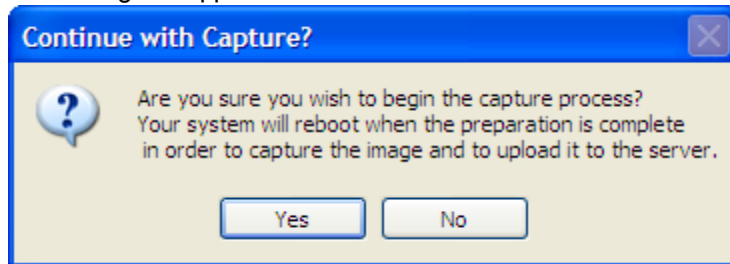 Continue with Capture?
Are you sure you wish to begin the capture process?
Your system will reboot when the preparation is complete
in order to capture the image and to upload it to the server.
Yes No